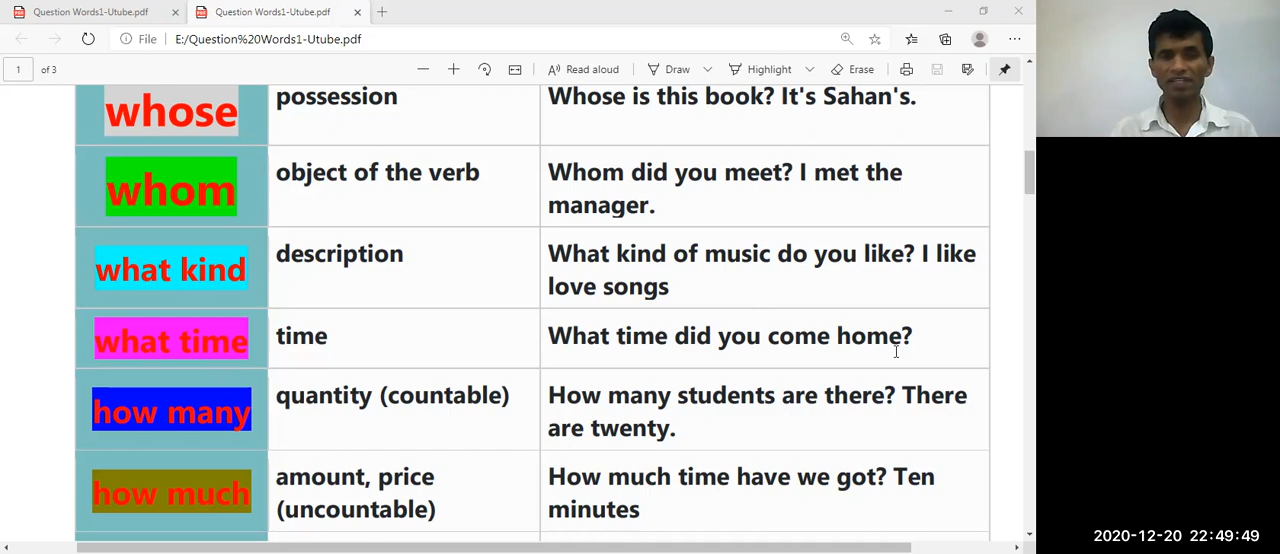 Question Words1-Utube.pdf
Question Words1-Utube.pdf
File
E:/Question%20Words1-Utube.pdf
1 of 3
Read aloud
Draw
Highlight
Erase
whose
possession
Whose is this book? It's Sahan's.
whom
object of the verb
Whom did you meet? I met the
manager.
what kind
description
What kind of music do you like? I like
love songs
what time
time
What time did you come home?
how many
quantity (countable)
How many students are there? There
are twenty.
how much
amount, price
(uncountable)
How much time have we got? Ten
minutes
2020-12-20 22:49:49